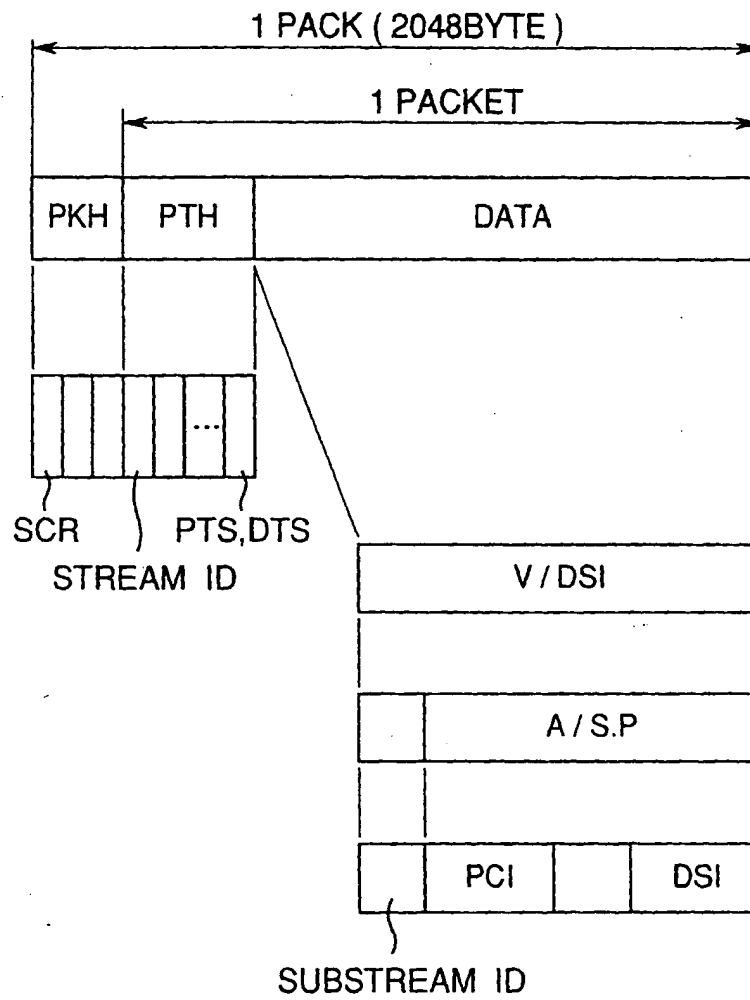 1 PACK ( 2048BYTE )
1 PACKET
PKH PTH DATA
...
SCR PTS,DTS
STREAM ID
V / DSI
A / S.P
PCI DSI
SUBSTREAM ID